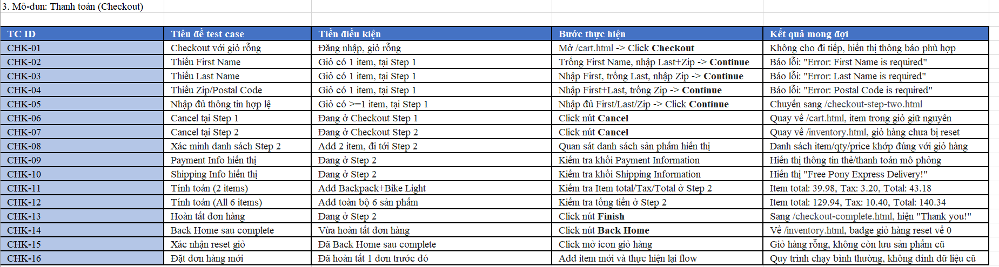 3. Mô-đun: Thanh toán (Checkout)
TC ID Tiêu đề test case Tiền điều kiện Bước thực hiện Kết quả mong đợi
CHK-01 Checkout với giỏ rỗng Đăng nhập, giỏ rỗng Mở /cart.html -> Click Checkout Không cho đi tiếp, hiển thị thông báo phù hợp
CHK-02 Thiếu First Name Giỏ có 1 item, tại Step 1 Trống First Name, nhập Last+Zip -> Continue Báo lỗi: "Error: First Name is required"
CHK-03 Thiếu Last Name Giỏ có 1 item, tại Step 1 Nhập First, trống Last, nhập Zip -> Continue Báo lỗi: "Error: Last Name is required"
CHK-04 Thiếu Zip/Postal Code Giỏ có 1 item, tại Step 1 Nhập First+Last, trống Zip -> Continue Báo lỗi: "Error: Postal Code is required"
CHK-05 Nhập đủ thông tin hợp lệ Giỏ có >=1 item, tại Step 1 Nhập đủ First/Last/Zip -> Click Continue Chuyển sang /checkout-step-two.html
CHK-06 Cancel tại Step 1 Đang ở Checkout Step 1 Click nút Cancel Quay về /cart.html, item trong giỏ giữ nguyên
CHK-07 Cancel tại Step 2 Đang ở Checkout Step 2 Click nút Cancel Quay về /inventory.html, giỏ hàng chưa bị reset
CHK-08 Xác minh danh sách Step 2 Add 2 item, đi tới Step 2 Quan sát danh sách sản phẩm hiển thị Danh sách item/qty/price khớp đúng với giỏ hàng
CHK-09 Payment Info hiển thị Đang ở Step 2 Kiểm tra khối Payment Information Hiển thị thông tin thẻ/thanh toán mô phỏng
CHK-10 Shipping Info hiển thị Đang ở Step 2 Kiểm tra khối Shipping Information Hiển thị "Free Pony Express Delivery!"
CHK-11 Tính toán (2 items) Add Backpack+Bike Light Kiểm tra Item total/Tax/Total ở Step 2 Item total: 39.98, Tax: 3.20, Total: 43.18
CHK-12 Tính toán (All 6 items) Add toàn bộ 6 sản phẩm Kiểm tra tổng tiền ở Step 2 Item total: 129.94, Tax: 10.40, Total: 140.34
CHK-13 Hoàn tất đơn hàng Đang ở Step 2 Click nút Finish Sang /checkout-complete.html, hiện "Thank you!"
CHK-14 Back Home sau complete Vừa hoàn tất đơn hàng Click nút Back Home Về /inventory.html, badge giỏ hàng reset về 0
CHK-15 Xác nhận reset giỏ Đã Back Home sau complete Click mở icon giỏ hàng Giỏ hàng rỗng, không còn lưu sản phẩm cũ
CHK-16 Đặt đơn hàng mới Đã hoàn tất 1 đơn trước đó Add item mới và thực hiện lại flow Quy trình chạy bình thường, không dính dữ liệu cũ